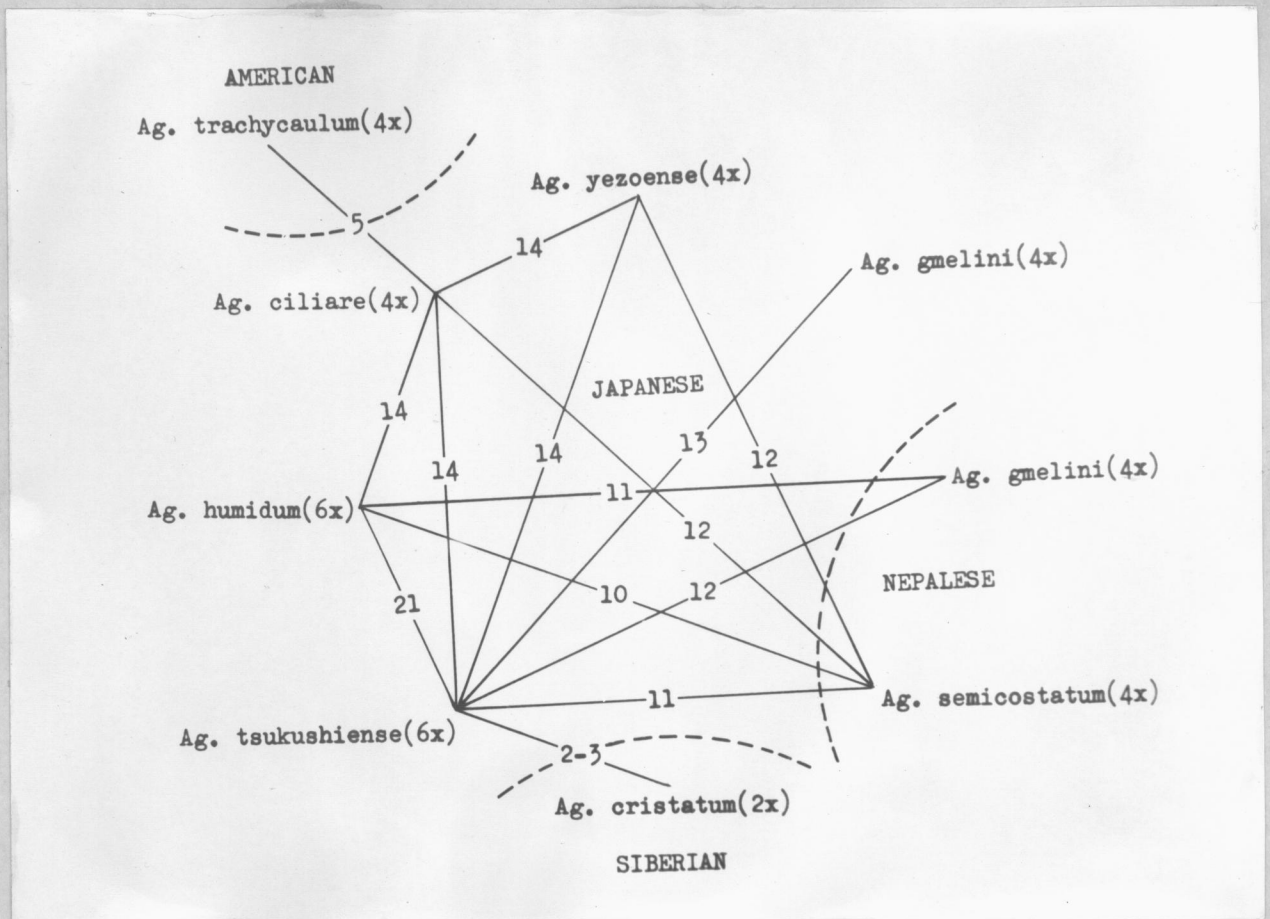 AMERICAN
Ag. trachycaulum(4x)
Ag. yezoense(4x)
5
14
Ag. gmelini(4x)
Ag. ciliare(4x)
JAPANESE
14
13
14
12
14
Ag. gmelini(4x)
11
Ag. humidum(6x)
12
NEPALESE
10
12
21
Ag. semicostatum(4x)
11
Ag. tsukushiense(6x)
2-3
Ag. cristatum(2x)
SIBERIAN